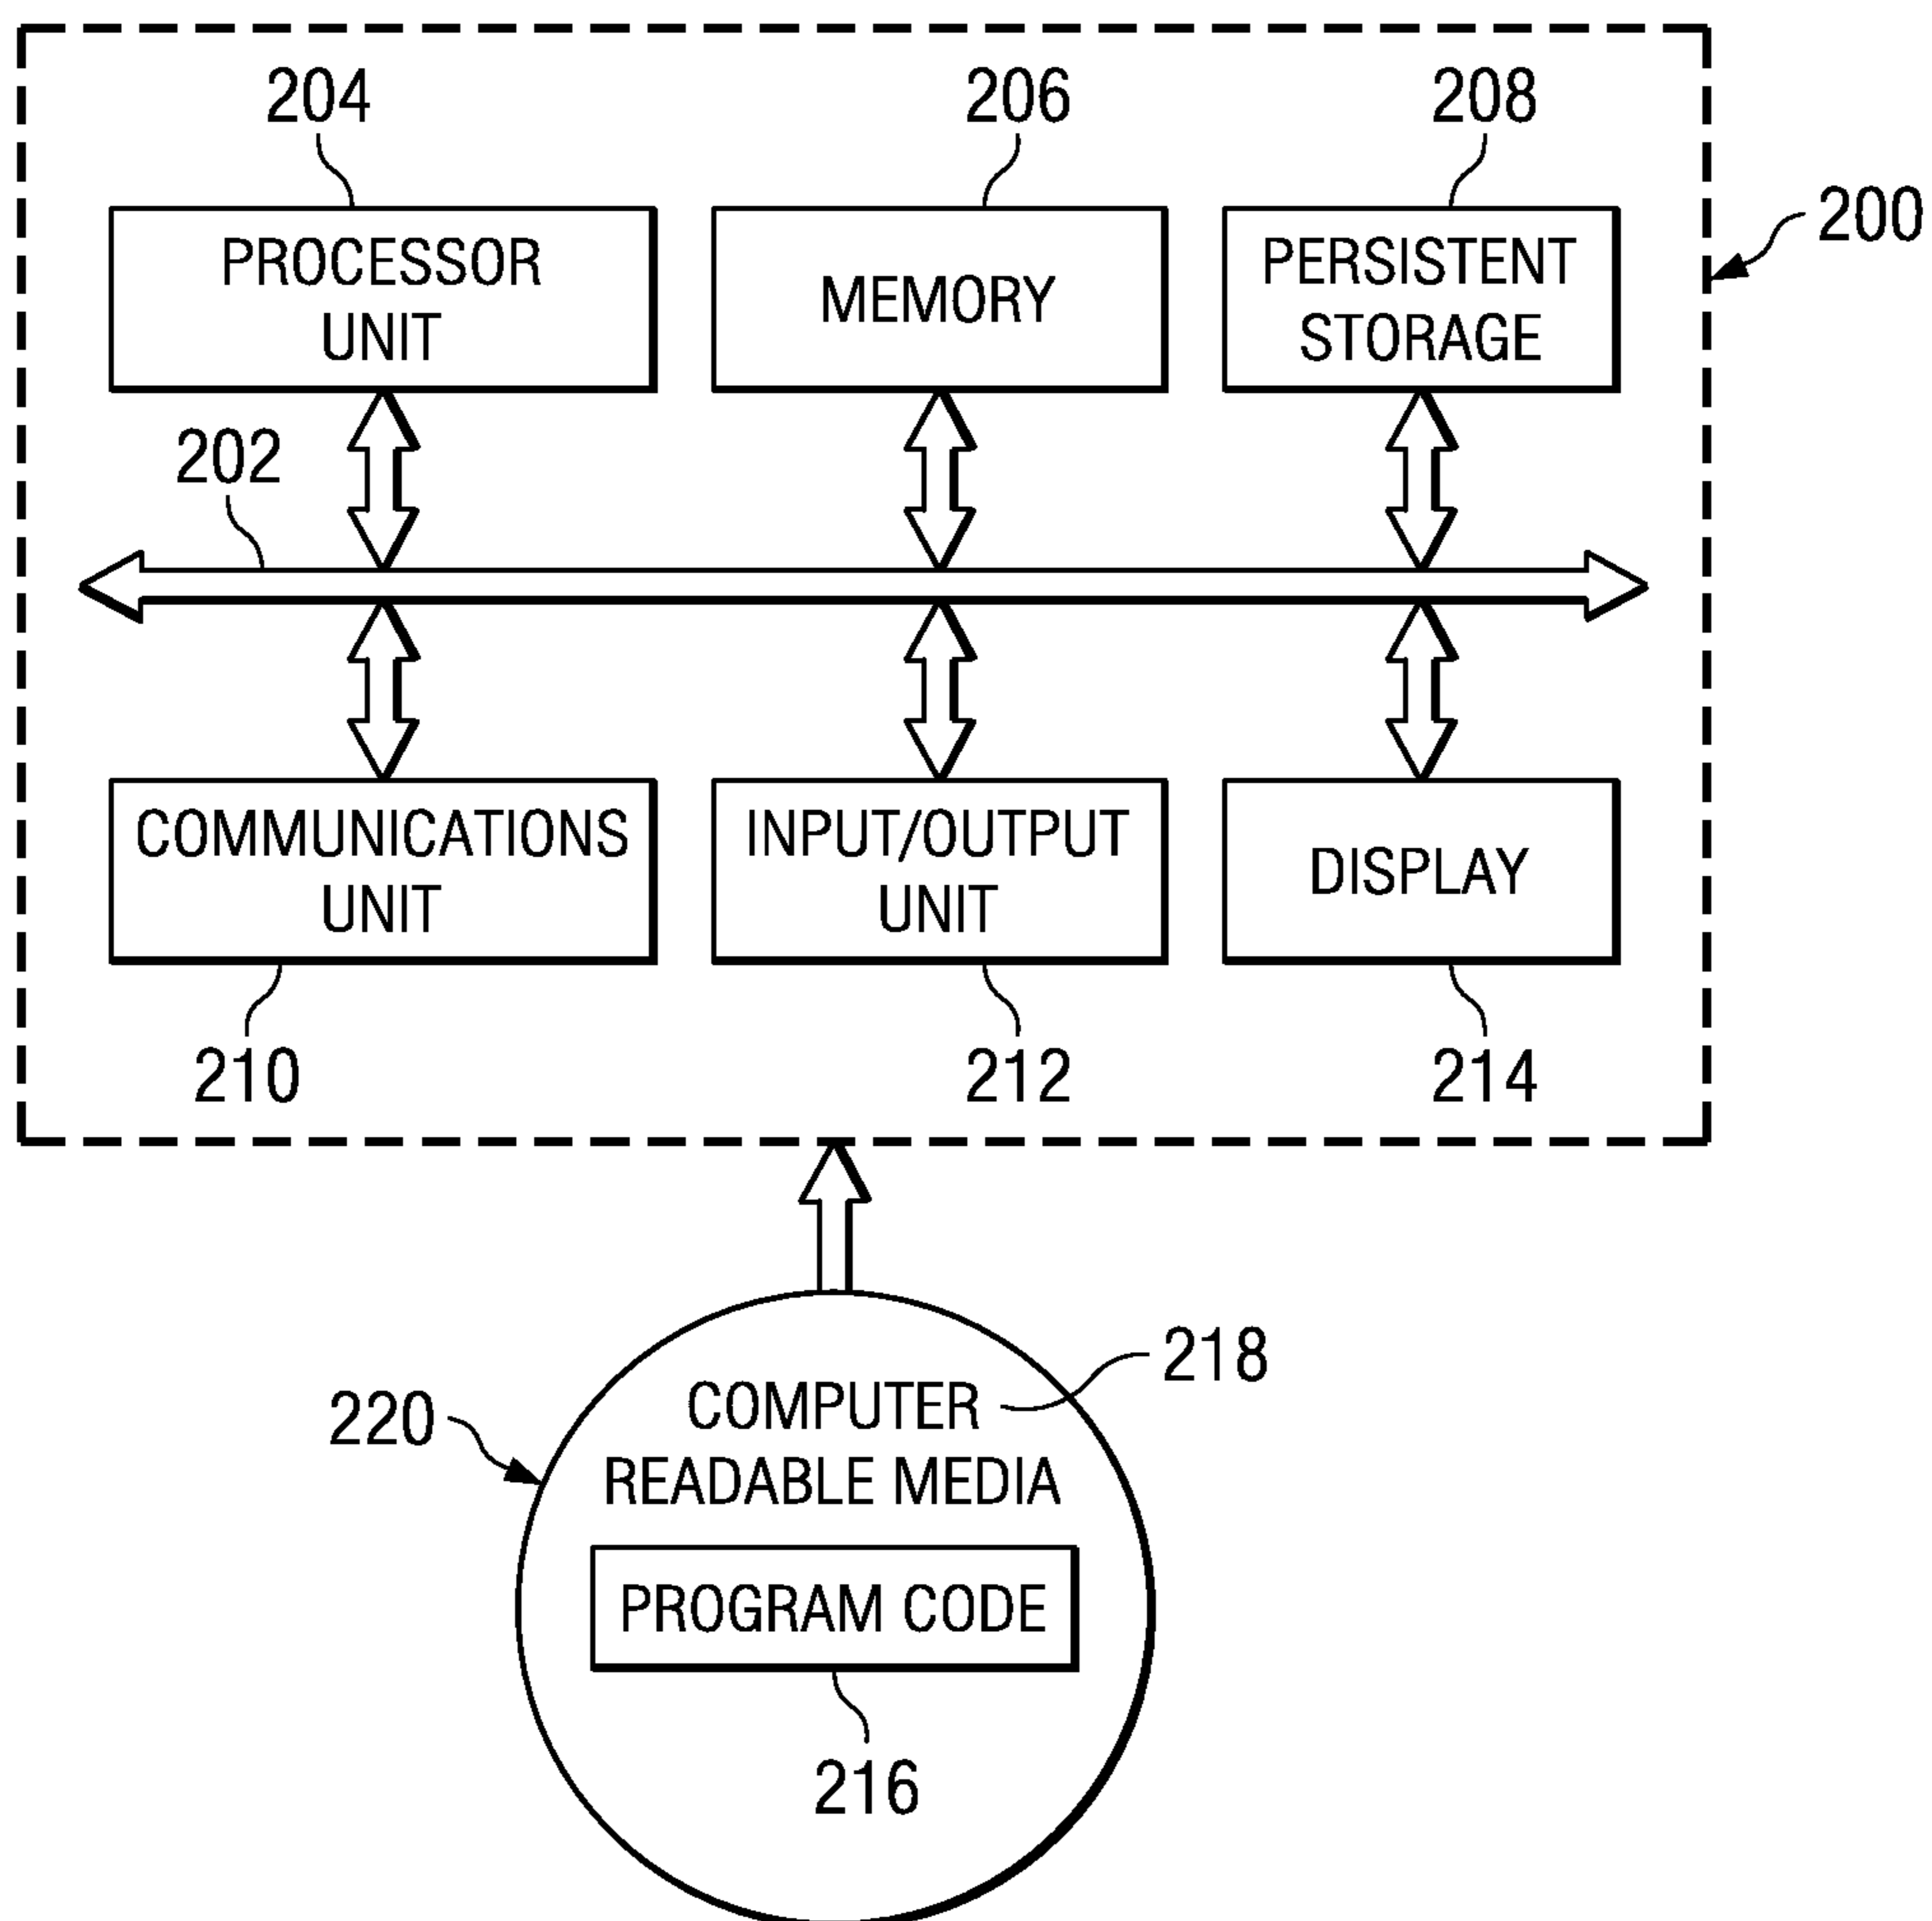 204
206
208
200
PROCESSOR
UNIT
MEMORY
PERSISTENT
STORAGE
202
COMMUNICATIONS
UNIT
INPUT/OUTPUT
UNIT
DISPLAY
210
212
214
218
220
COMPUTER
READABLE MEDIA
PROGRAM CODE
216